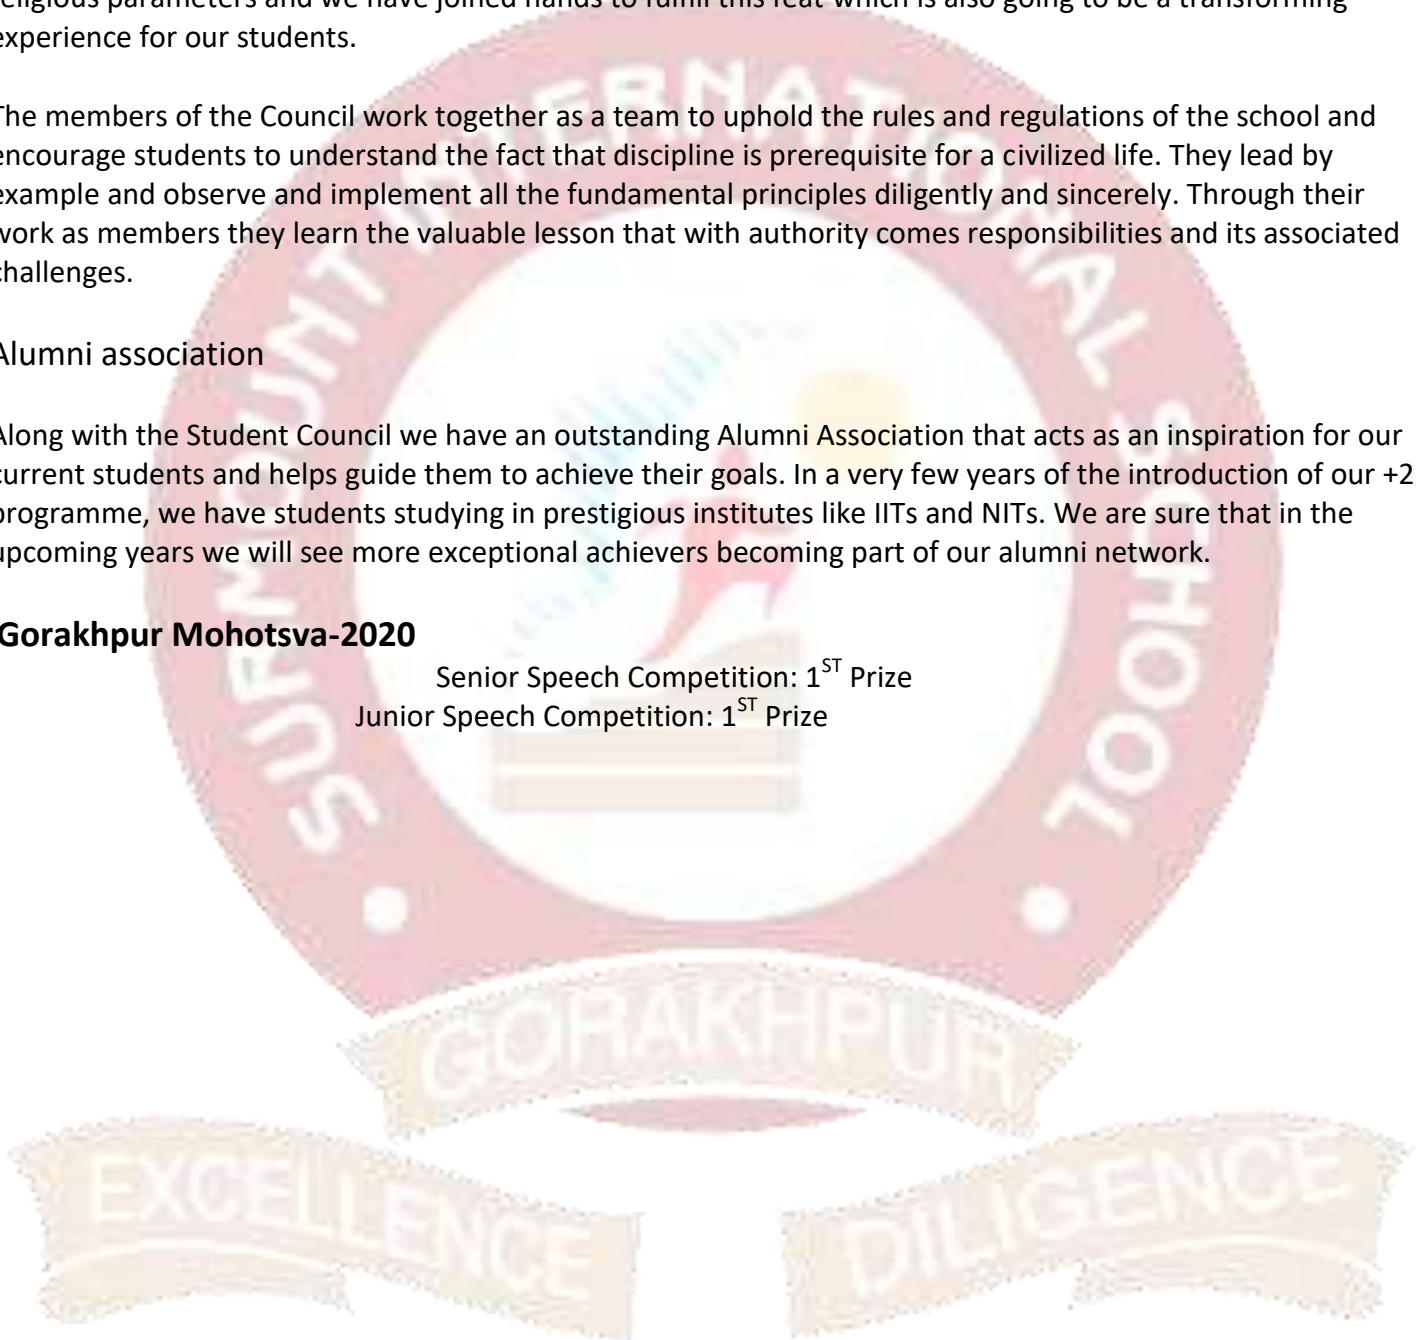 religious parameters and we have joined hands to fulfil this feat which is also going to be a transforming
experience for our students.
The members of the Council work together as a team to uphold the rules and regulations of the school and
encourage students to understand the fact that discipline is prerequisite for a civilized life. They lead by
example and observe and implement all the fundamental principles diligently and sincerely. Through their
work as members they learn the valuable lesson that with authority comes responsibilities and its associated
challenges.
Alumni association
Along with the Student Council we have an outstanding Alumni Association that acts as an inspiration for our
current students and helps guide them to achieve their goals. In a very few years of the introduction of our +2
programme, we have students studying in prestigious institutes like IITs and NITs. We are sure that in the
upcoming years we will see more exceptional achievers becoming part of our alumni network.
Gorakhpur Mohotsva-2020
Senior Speech Competition: 1ST Prize
Junior Speech Competition: 1ST Prize
SURMOUNT INTERNATIONAL SCHOOL
GORAKHPUR
EXCELLENCE
DILIGENCE